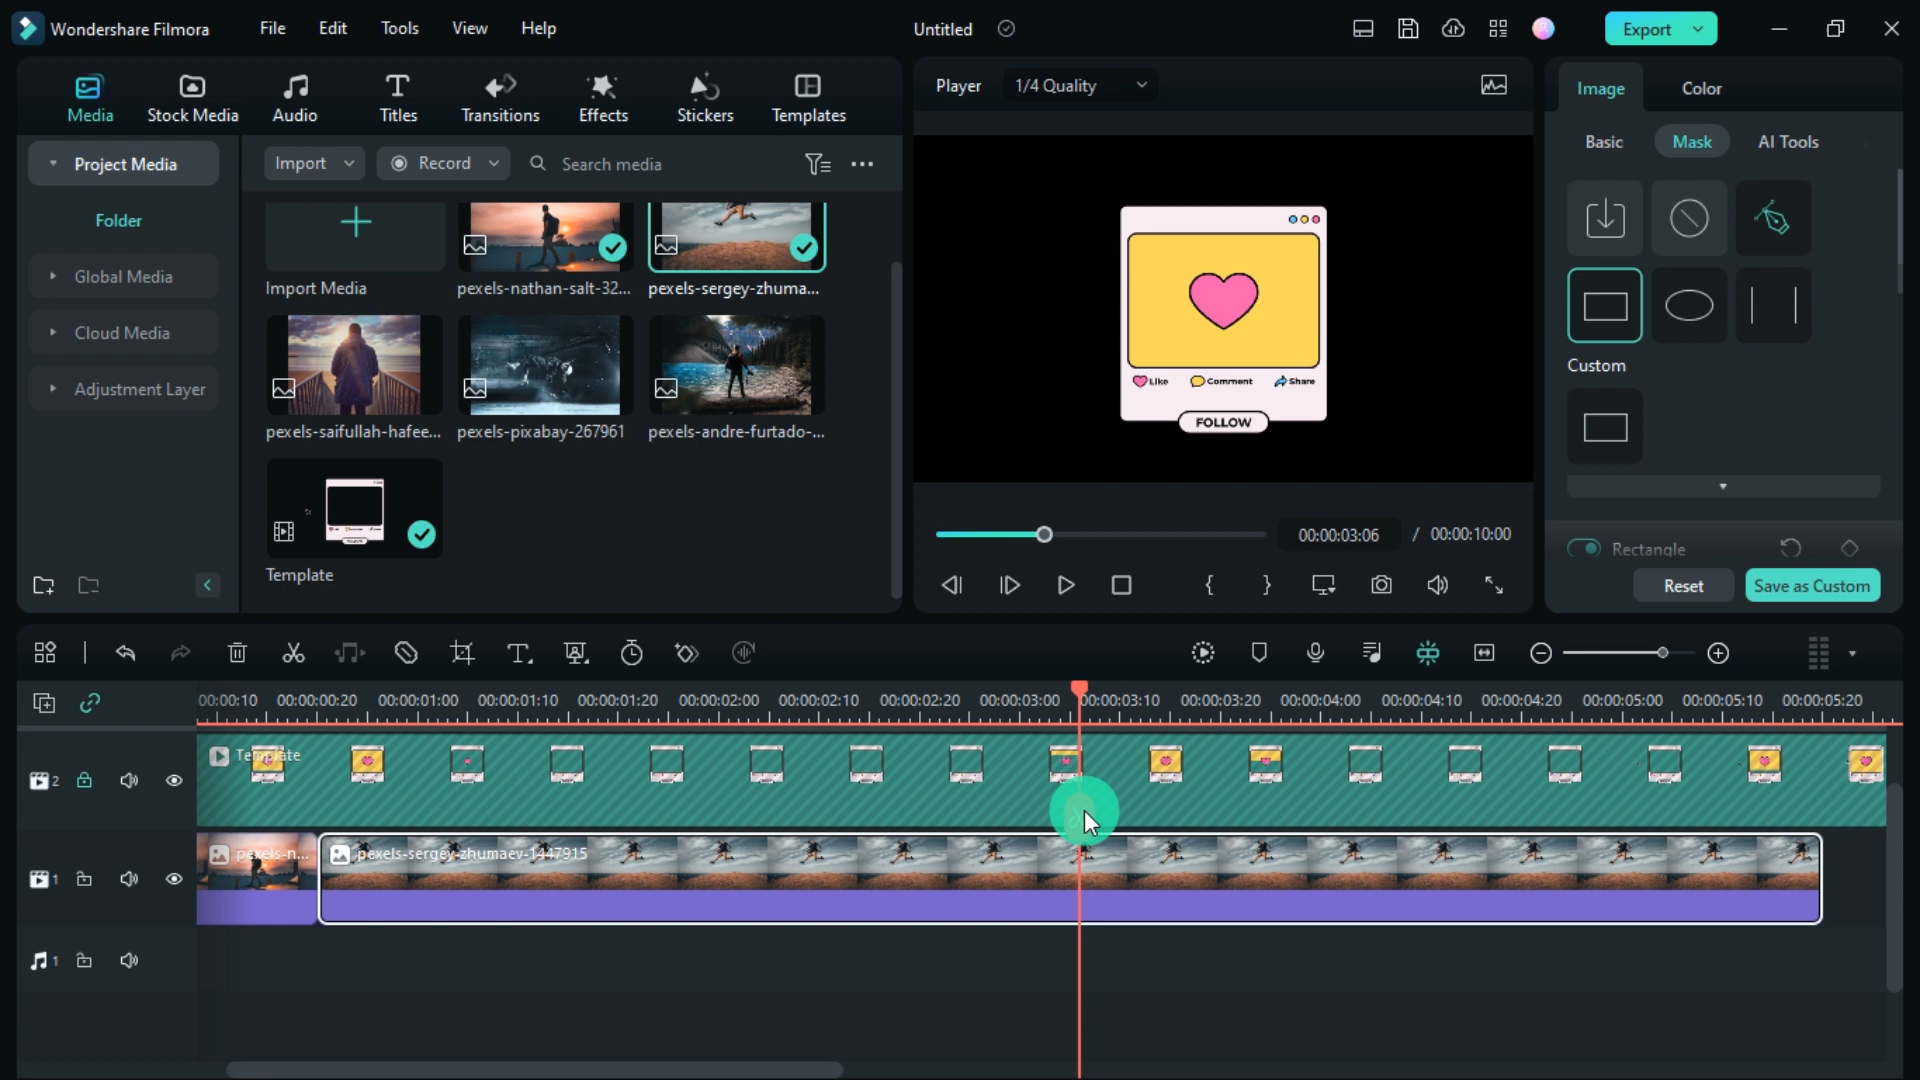 Wondershare Filmora
File Edit Tools View Help
Untitled
Export
Media
Stock Media
Audio
Titles
Transitions
Effects
Stickers
Templates
Project Media
Folder
Global Media
Cloud Media
Adjustment Layer
Import
Record
Search media
Import Media
pexels-nathan-salt-32...
pexels-sergey-zhuma...
pexels-saifullah-hafee...
pexels-pixabay-267961
pexels-andre-furtado-...
Template
Player
1/4 Quality
Like
Comment
Share
FOLLOW
00:00:03:06 / 00:00:10:00
Image
Color
Basic
Mask
AI Tools
Custom
Rectangle
Reset
Save as Custom
00:00:10 00:00:00:20 00:00:01:00 00:00:01:10 00:00:01:20 00:00:02:00 00:00:02:10 00:00:02:20 00:00:03:00 00:00:03:10 00:00:03:20 00:00:04:00 00:00:04:10 00:00:04:20 00:00:05:00 00:00:05:10 00:00:05:20
2
Template
1
pexels-n...
pexels-sergey-zhumaev-1447915
1